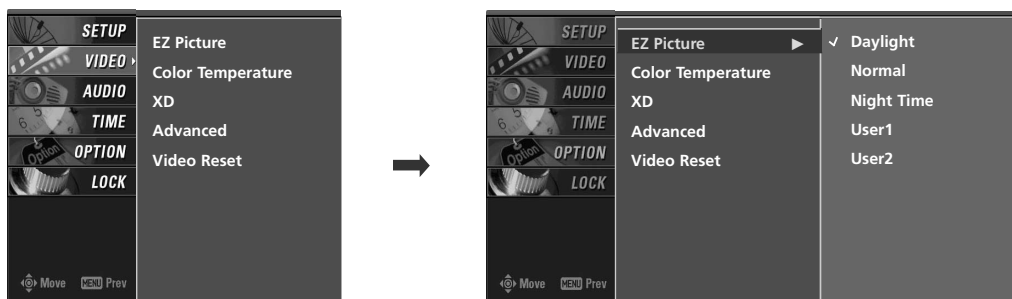 SETUP
VIDEO
AUDIO
TIME
OPTION
LOCK
Move MENU Prev
EZ Picture
Color Temperature
XD
Advanced
Video Reset
SETUP
VIDEO
AUDIO
TIME
OPTION
LOCK
Move MENU Prev
EZ Picture
Color Temperature
XD
Advanced
Video Reset
Daylight
Normal
Night Time
User1
User2